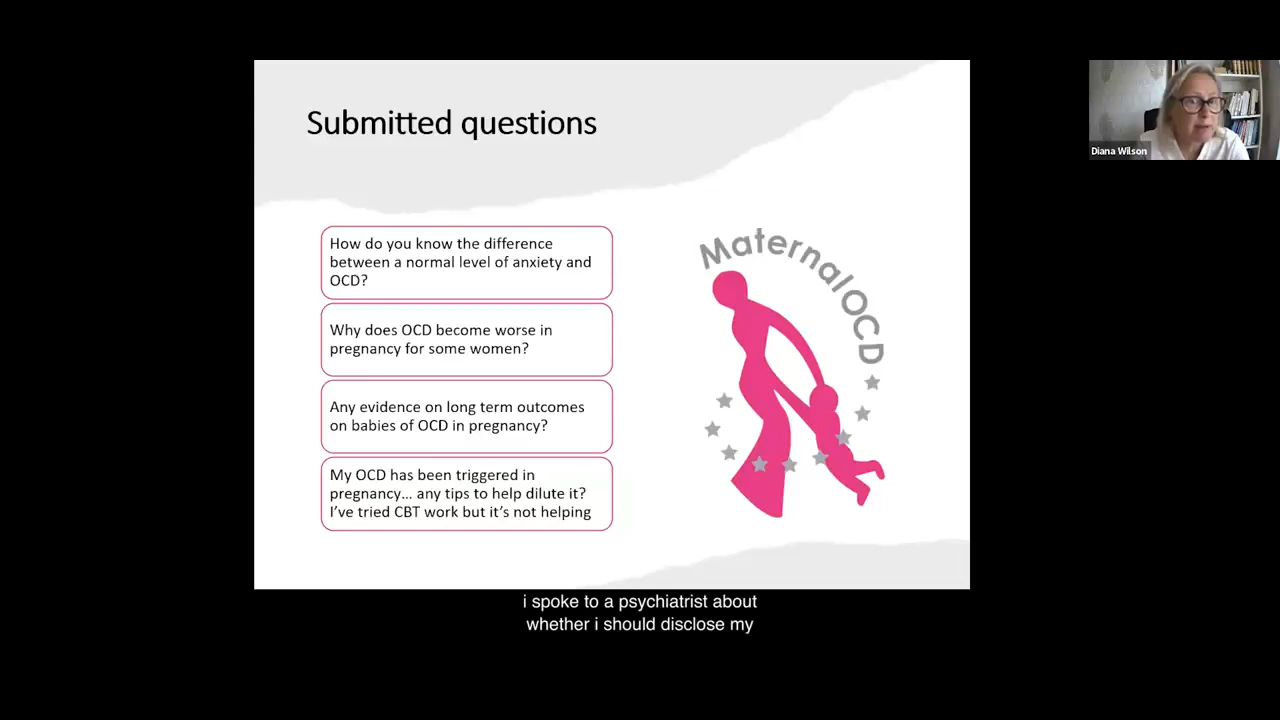 Submitted questions
How do you know the difference
between a normal level of anxiety and
OCD?
Why does OCD become worse in
pregnancy for some women?
Any evidence on long term outcomes
on babies of OCD in pregnancy?
My OCD has been triggered in
pregnancy... any tips to help dilute it?
I've tried CBT work but it's not helping
MaternalOCD
Diana Wilson
i spoke to a psychiatrist about
whether i should disclose my